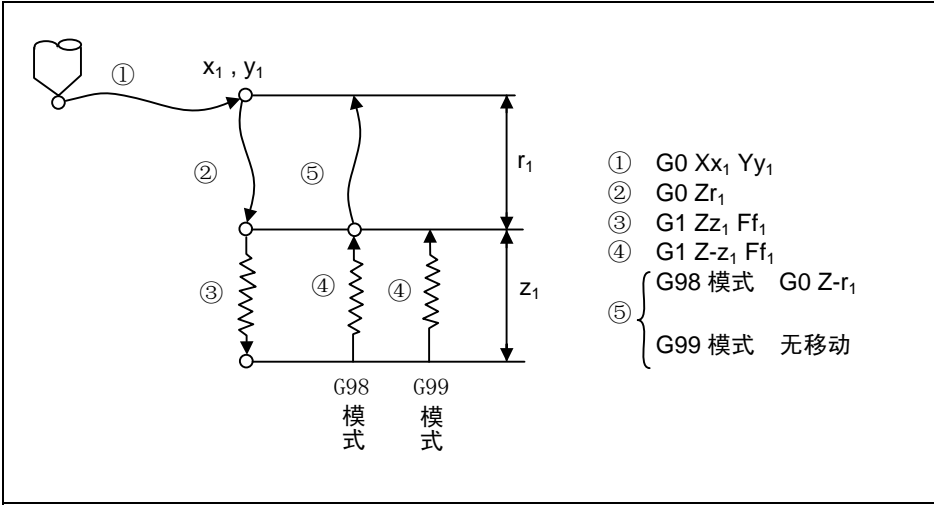 ①
x₁ , y₁
②
⑤
r₁
③
④
④
z₁
G98
模
式
G99
模
式
① G0 Xx₁ Yy₁
② G0 Zr₁
③ G1 Zz₁ Ff₁
④ G1 Z-z₁ Ff₁
⑤
G98 模式 G0 Z-r₁
G99 模式 无移动